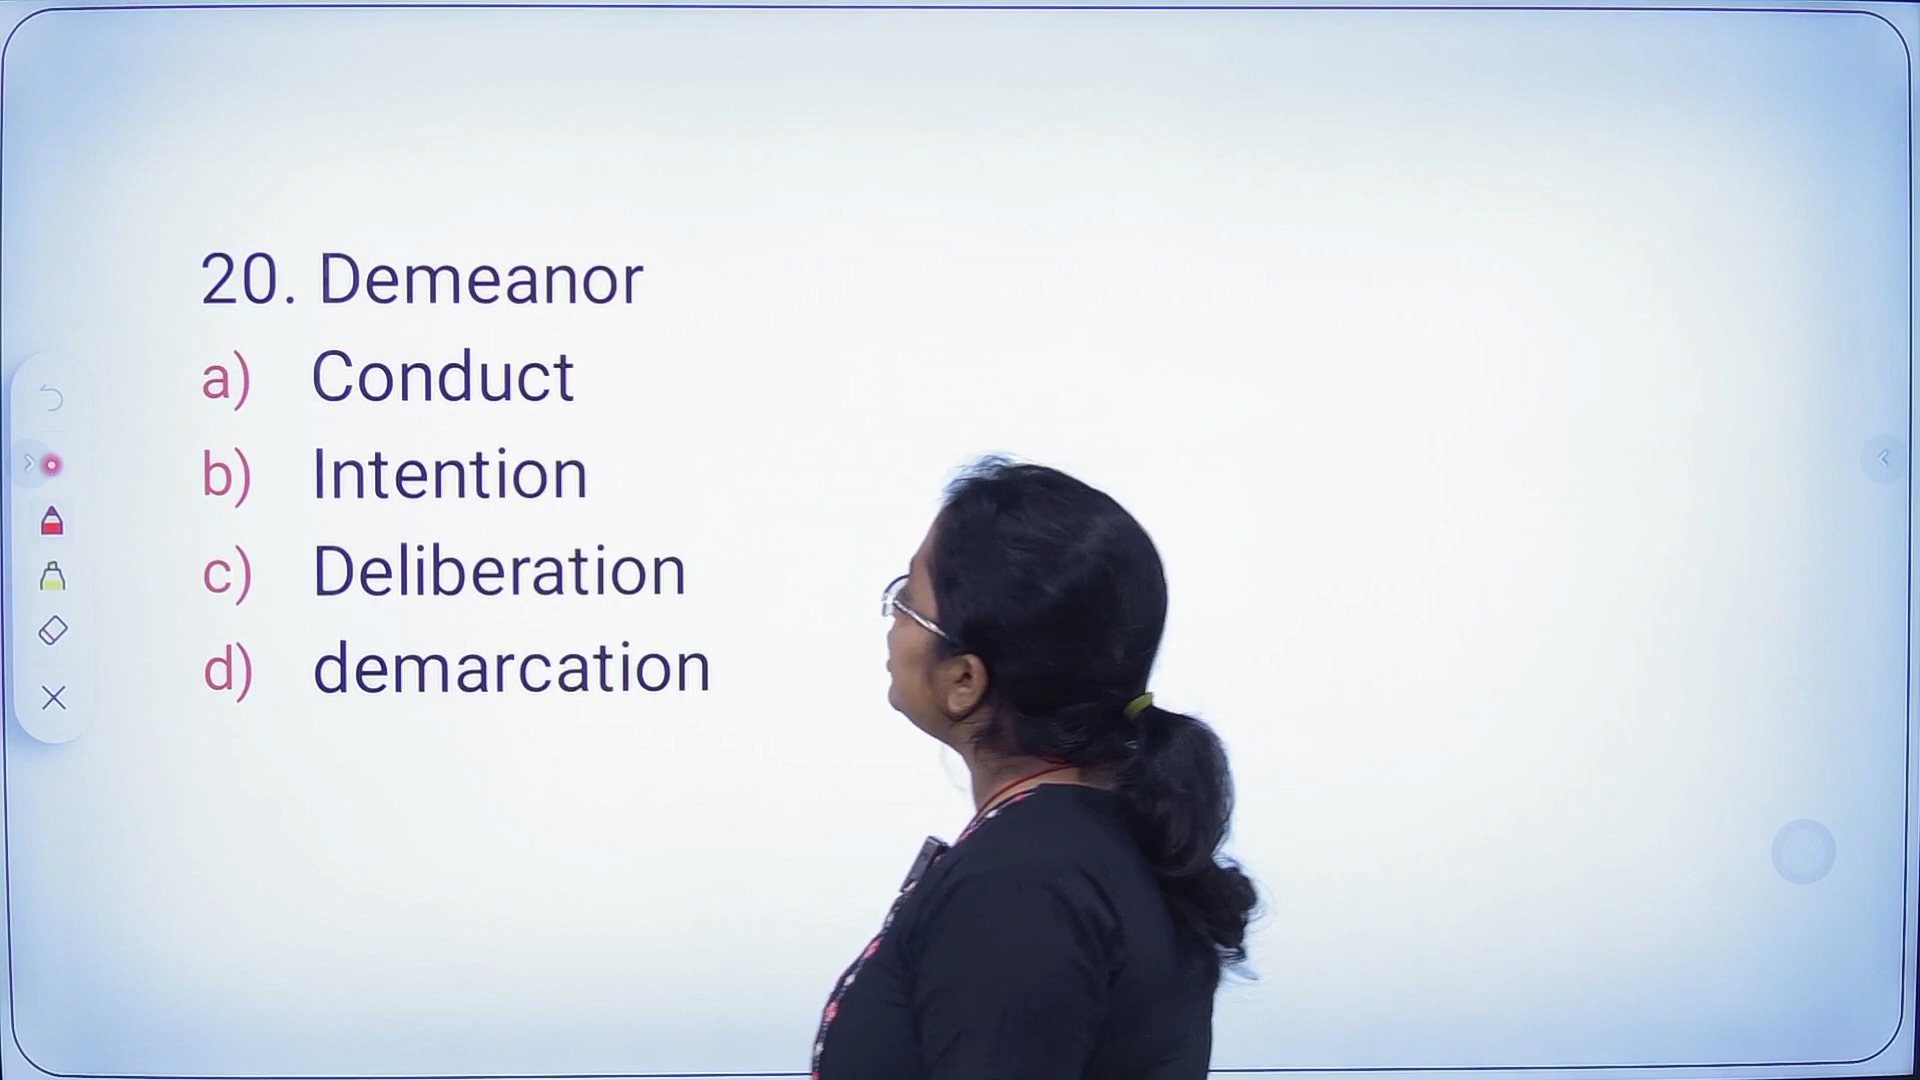 20. Demeanor
a) Conduct
b) Intention
c) Deliberation
d) demarcation